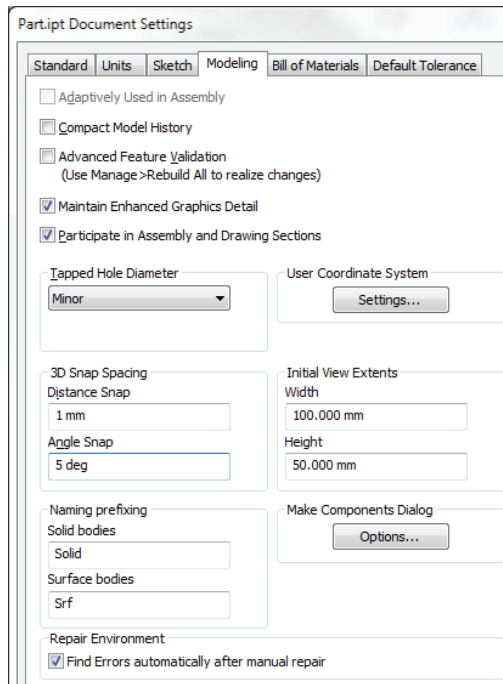 Part.ipt Document Settings
Standard Units Sketch Modeling Bill of Materials Default Tolerance
Adaptively Used in Assembly
Compact Model History
Advanced Feature Validation
(Use Manage>Rebuild All to realize changes)
Maintain Enhanced Graphics Detail
Participate in Assembly and Drawing Sections
Tapped Hole Diameter
Minor
User Coordinate System
Settings...
3D Snap Spacing
Distance Snap
1 mm
Angle Snap
5 deg
Initial View Extents
Width
100.000 mm
Height
50.000 mm
Naming prefixing
Solid bodies
Solid
Surface bodies
Srf
Make Components Dialog
Options...
Repair Environment
Find Errors automatically after manual repair